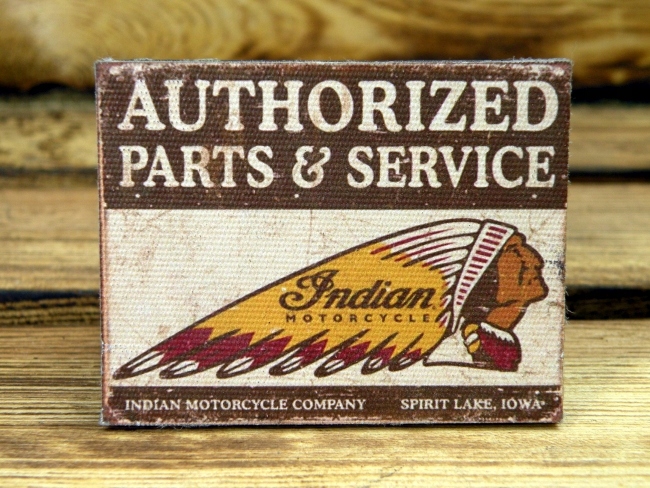 AUTHORIZED
PARTS & SERVICE
Indian
MOTORCYCLE
INDIAN MOTORCYCLE COMPANY SPIRIT LAKE, IOWA